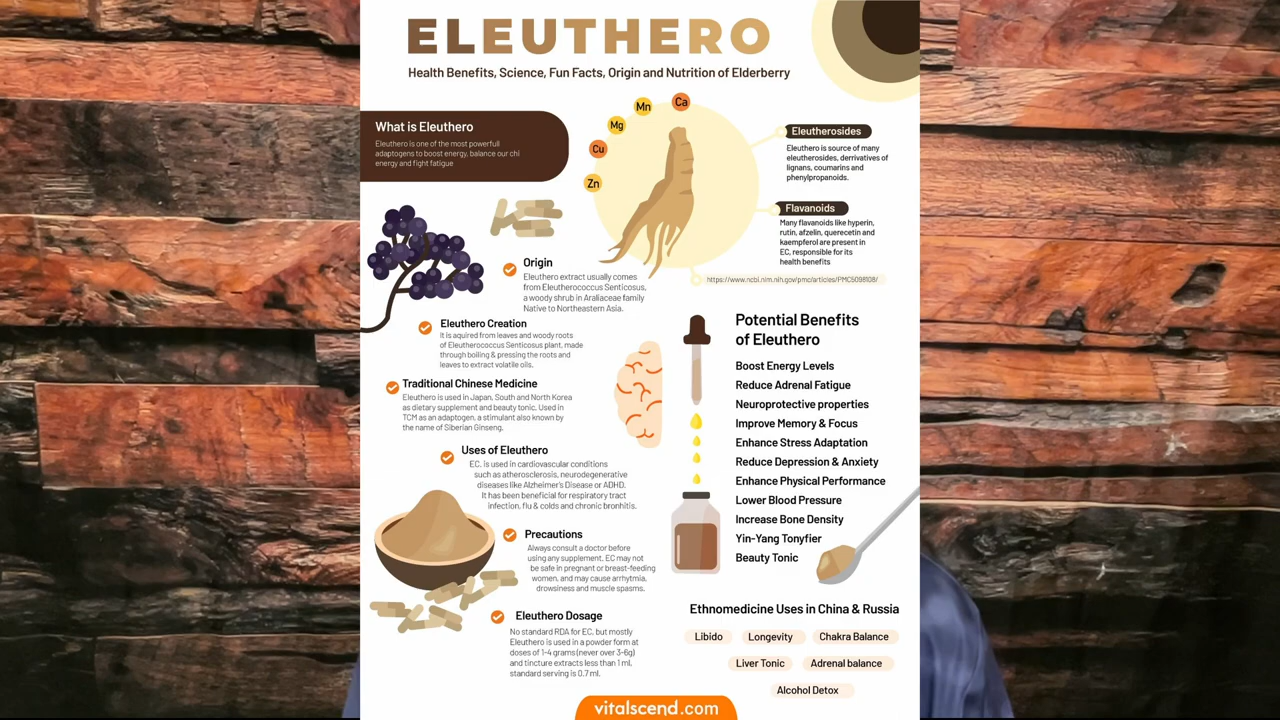 ELEUTHERO
Health Benefits, Science, Fun Facts, Origin and Nutrition of Elderberry
What is Eleuthero
Eleuthero is one of the most powerfull
adaptogens to boost energy, balance our chi
energy and fight fatigue
Ca
Mn
Mg
Cu
Zn
Eleutherosides
Eleuthero is source of many
eleutherosides, derrivatives of
lignans, coumarins and
phenylpropanoids.
Flavanoids
Many flavanoids like hyperin,
rutin, afzelin, querecetin and
kaempferol are present in
EC, responsible for its
health benefits
https://www.ncbi.nlm.nih.gov/pmc/articles/PMC5098108/
Origin
Eleuthero extract usually comes
from Eleutherococcus Senticosus,
a woody shrub in Araliaceae family
Native to Northeastern Asia.
Eleuthero Creation
It is aquired from leaves and woody roots
of Eleutherococcus Senticosus plant, made
through boiling & pressing the roots and
leaves to extract volatile oils.
Traditional Chinese Medicine
Eleuthero is used in Japan, South and North Korea
as dietary supplement and beauty tonic. Used in
TCM as an adaptogen, a stimulant also known by
the name of Siberian Ginseng.
Uses of Eleuthero
EC, is used in cardiovascular conditions
such as atherosclerosis, neurodegenerative
diseases like Alzheimer's Disease or ADHD.
It has been beneficial for respiratory tract
infection, flu & colds and chronic bronhitis.
Precautions
Always consult a doctor before
using any supplement. EC may not
be safe in pregnant or breast-feeding
women, and may cause arrhytmia,
drowsiness and muscle spasms.
Eleuthero Dosage
No standard RDA for EC, but mostly
Eleuthero is used in a powder form at
doses of 1-4 grams (never over 3-6g)
and tincture extracts less than 1 ml,
standard serving is 0.7 ml.
Potential Benefits
of Eleuthero
Boost Energy Levels
Reduce Adrenal Fatigue
Neuroprotective properties
Improve Memory & Focus
Enhance Stress Adaptation
Reduce Depression & Anxiety
Enhance Physical Performance
Lower Blood Pressure
Increase Bone Density
Yin-Yang Tonyfier
Beauty Tonic
Ethnomedicine Uses in China & Russia
Libido
Longevity
Chakra Balance
Liver Tonic
Adrenal balance
Alcohol Detox
vitalscend.com